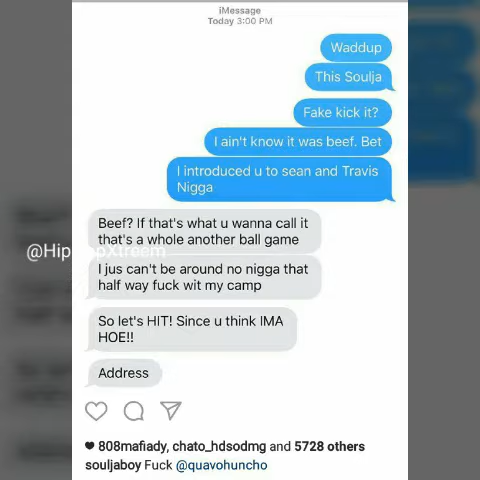 iMessage
Today 3:00 PM
Waddup
This Soulja
Fake kick it?
I ain't know it was beef. Bet
I introduced u to sean and Travis
Nigga
Beef? If that's what u wanna call it
that's a whole another ball game
I jus can't be around no nigga that
half way fuck wit my camp
So let's HIT! Since u think IMA
HOE!!
Address
@HipHopXtreem
808mafiady, chato_hdsodmg and 5728 others
souljaboy Fuck @quavohuncho